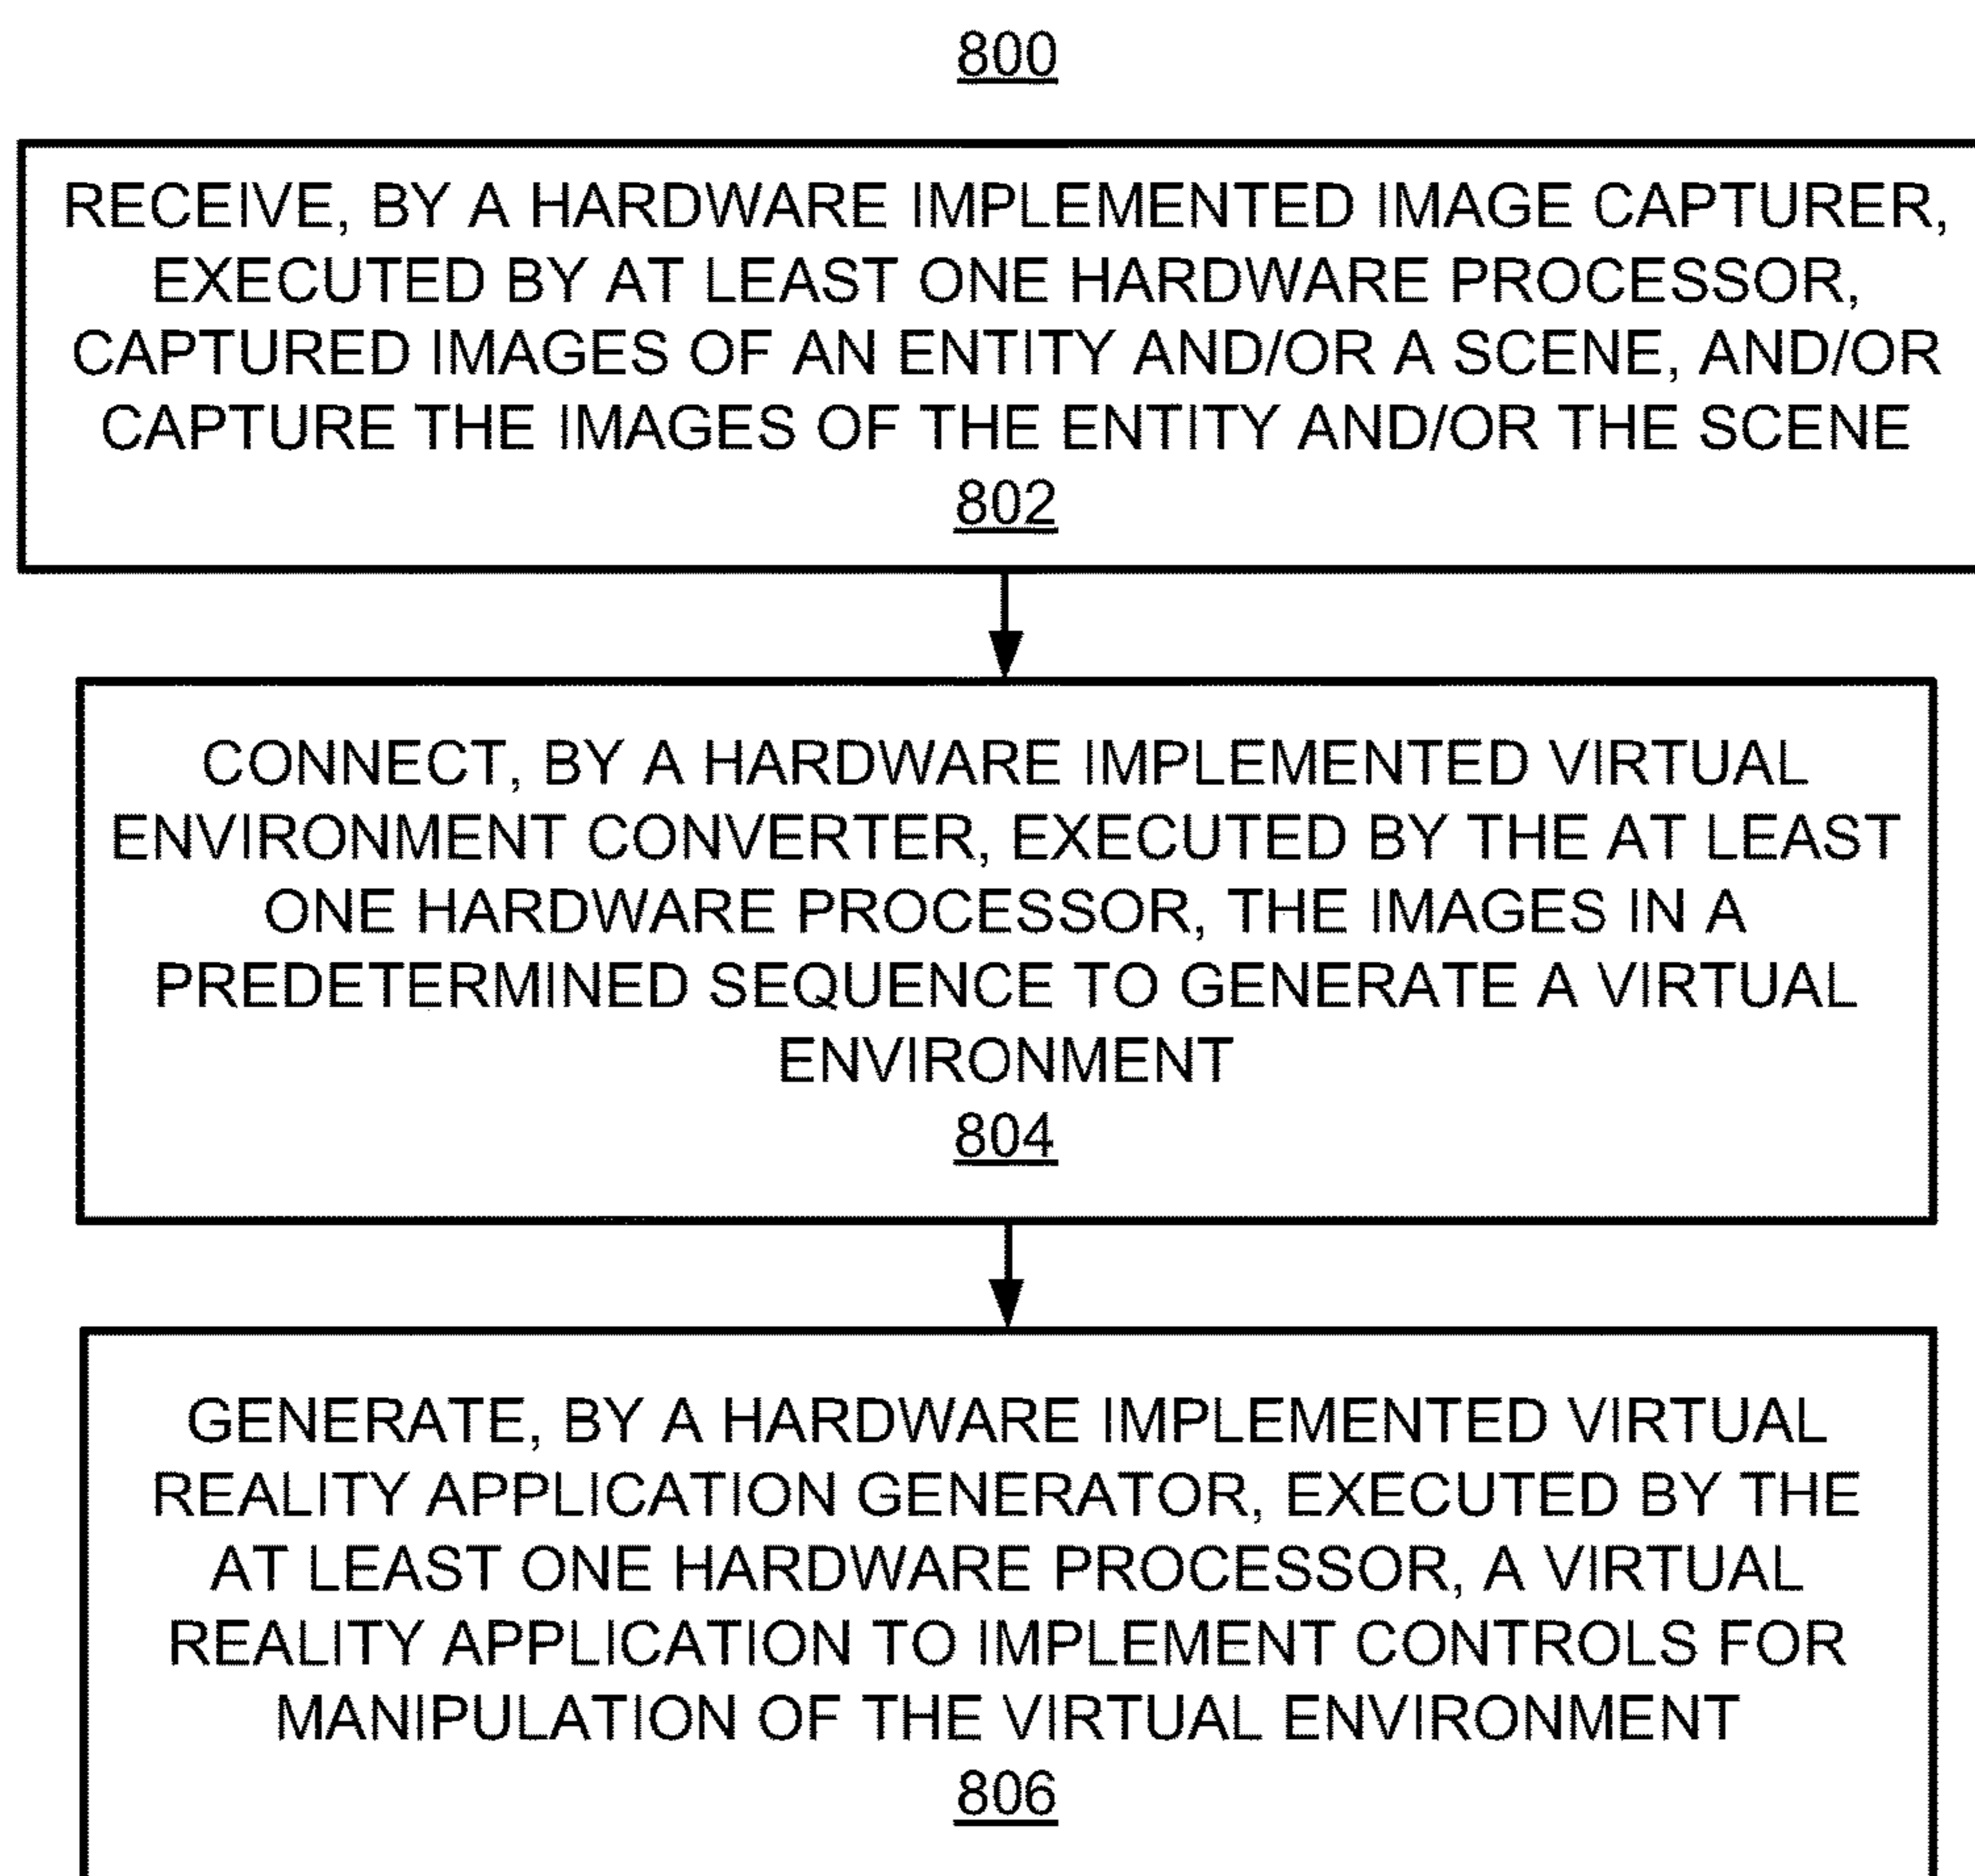 800
RECEIVE, BY A HARDWARE IMPLEMENTED IMAGE CAPTURER,
EXECUTED BY AT LEAST ONE HARDWARE PROCESSOR,
CAPTURED IMAGES OF AN ENTITY AND/OR A SCENE, AND/OR
CAPTURE THE IMAGES OF THE ENTITY AND/OR THE SCENE
802
CONNECT, BY A HARDWARE IMPLEMENTED VIRTUAL
ENVIRONMENT CONVERTER, EXECUTED BY THE AT LEAST
ONE HARDWARE PROCESSOR, THE IMAGES IN A
PREDETERMINED SEQUENCE TO GENERATE A VIRTUAL
ENVIRONMENT
804
GENERATE, BY A HARDWARE IMPLEMENTED VIRTUAL
REALITY APPLICATION GENERATOR, EXECUTED BY THE
AT LEAST ONE HARDWARE PROCESSOR, A VIRTUAL
REALITY APPLICATION TO IMPLEMENT CONTROLS FOR
MANIPULATION OF THE VIRTUAL ENVIRONMENT
806